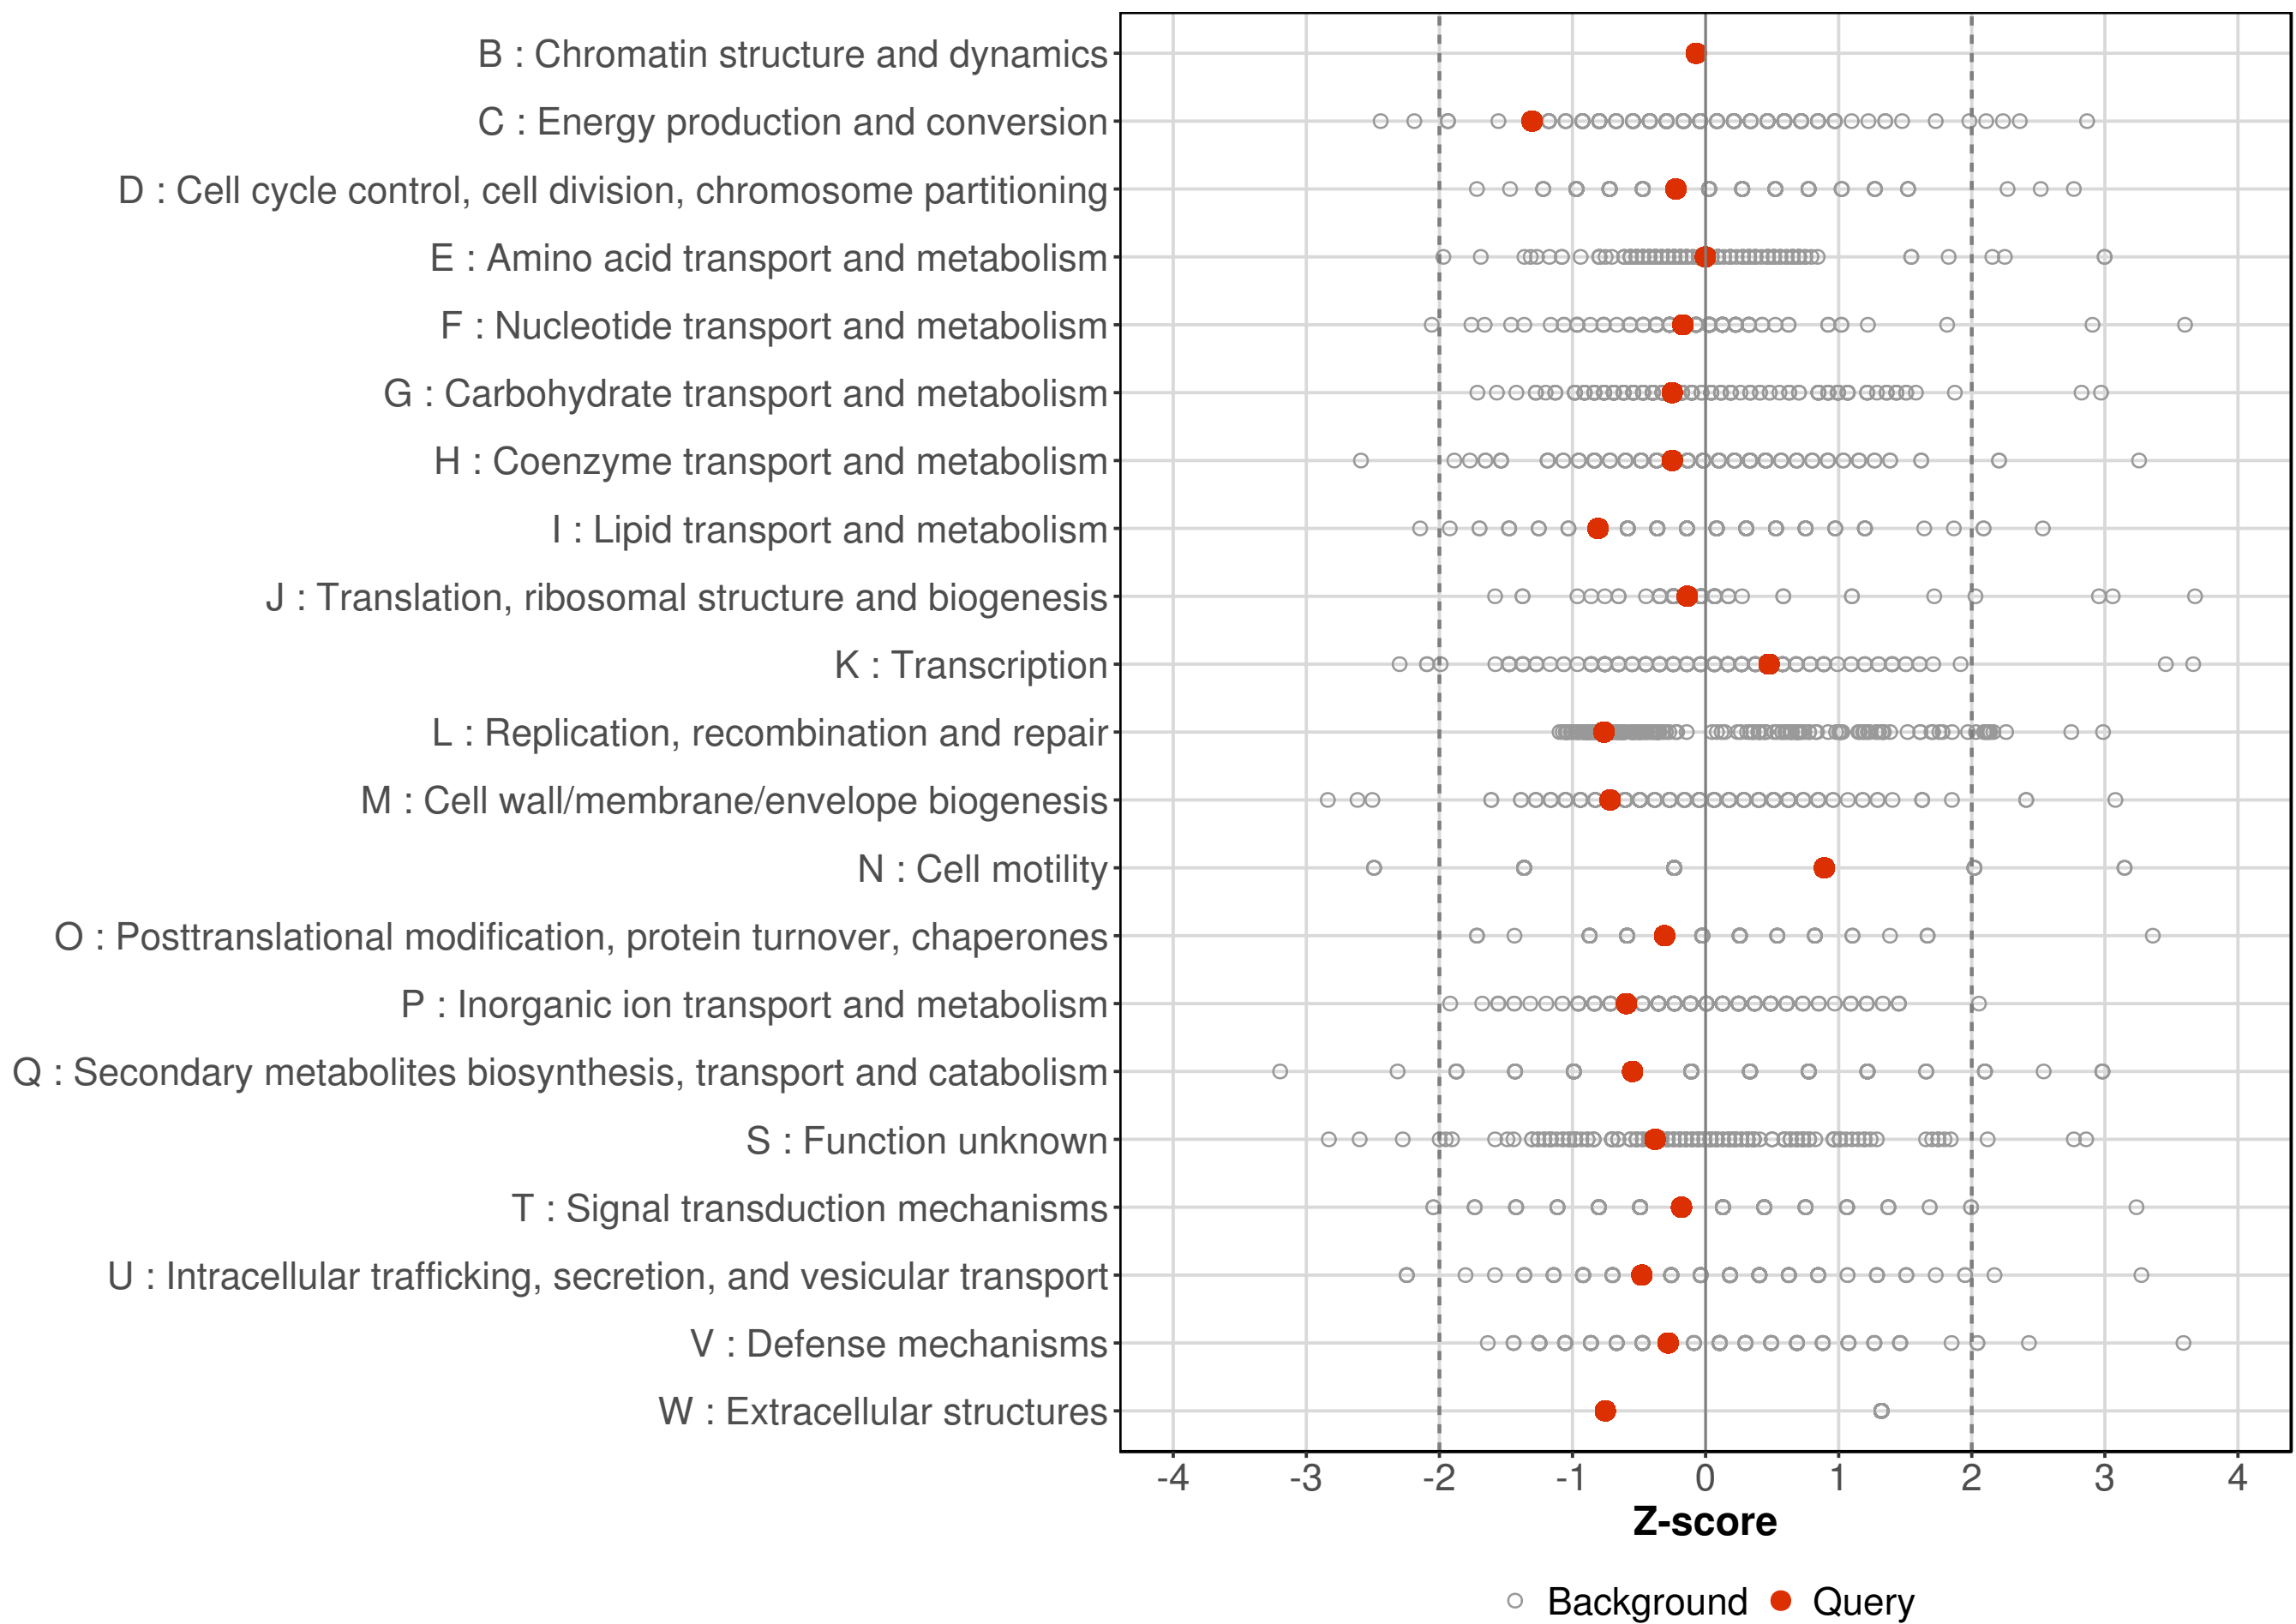 B : Chromatin structure and dynamics
C : Energy production and conversion
D : Cell cycle control, cell division, chromosome partitioning
E : Amino acid transport and metabolism
F : Nucleotide transport and metabolism
G : Carbohydrate transport and metabolism
H : Coenzyme transport and metabolism
I : Lipid transport and metabolism
J : Translation, ribosomal structure and biogenesis
K : Transcription
L : Replication, recombination and repair
M : Cell wall/membrane/envelope biogenesis
N : Cell motility
O : Posttranslational modification, protein turnover, chaperones
P : Inorganic ion transport and metabolism
Q : Secondary metabolites biosynthesis, transport and catabolism
S : Function unknown
T : Signal transduction mechanisms
U : Intracellular trafficking, secretion, and vesicular transport
V : Defense mechanisms
W : Extracellular structures
-4 -3 -2 -1 0 1 2 3 4
Z-score
Background Query